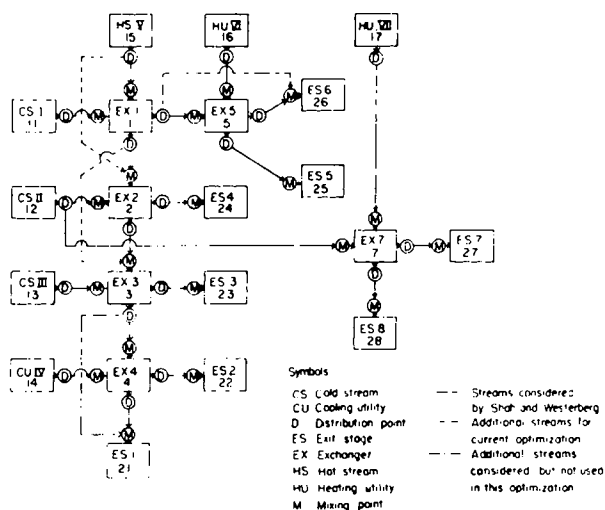 HS V
15
HU VI
16
HU VII
17
D
D
D
M
M
M
ES 6
26
CS I
11
D
M
EX 1
1
D
M
EX 5
5
D
D
D
M
ES 5
25
M
CS II
12
D
M
EX 2
2
D
M
ES 4
24
D
M
M
EX 7
7
D
M
ES 7
27
M
D
CS III
13
D
M
EX 3
3
D
M
ES 3
23
D
M
ES 8
28
M
CU IV
14
D
M
EX 4
4
D
M
ES 2
22
D
M
ES 1
21
Symbols
CS Cold stream
CU Cooling utility
D Distribution point
ES Exit stage
EX Exchanger
HS Hot stream
HU Heating utility
M Mixing point
Streams considered
by Shah and Westerberg
Additional streams for
current optimization
Additional streams
considered but not used
in this optimization